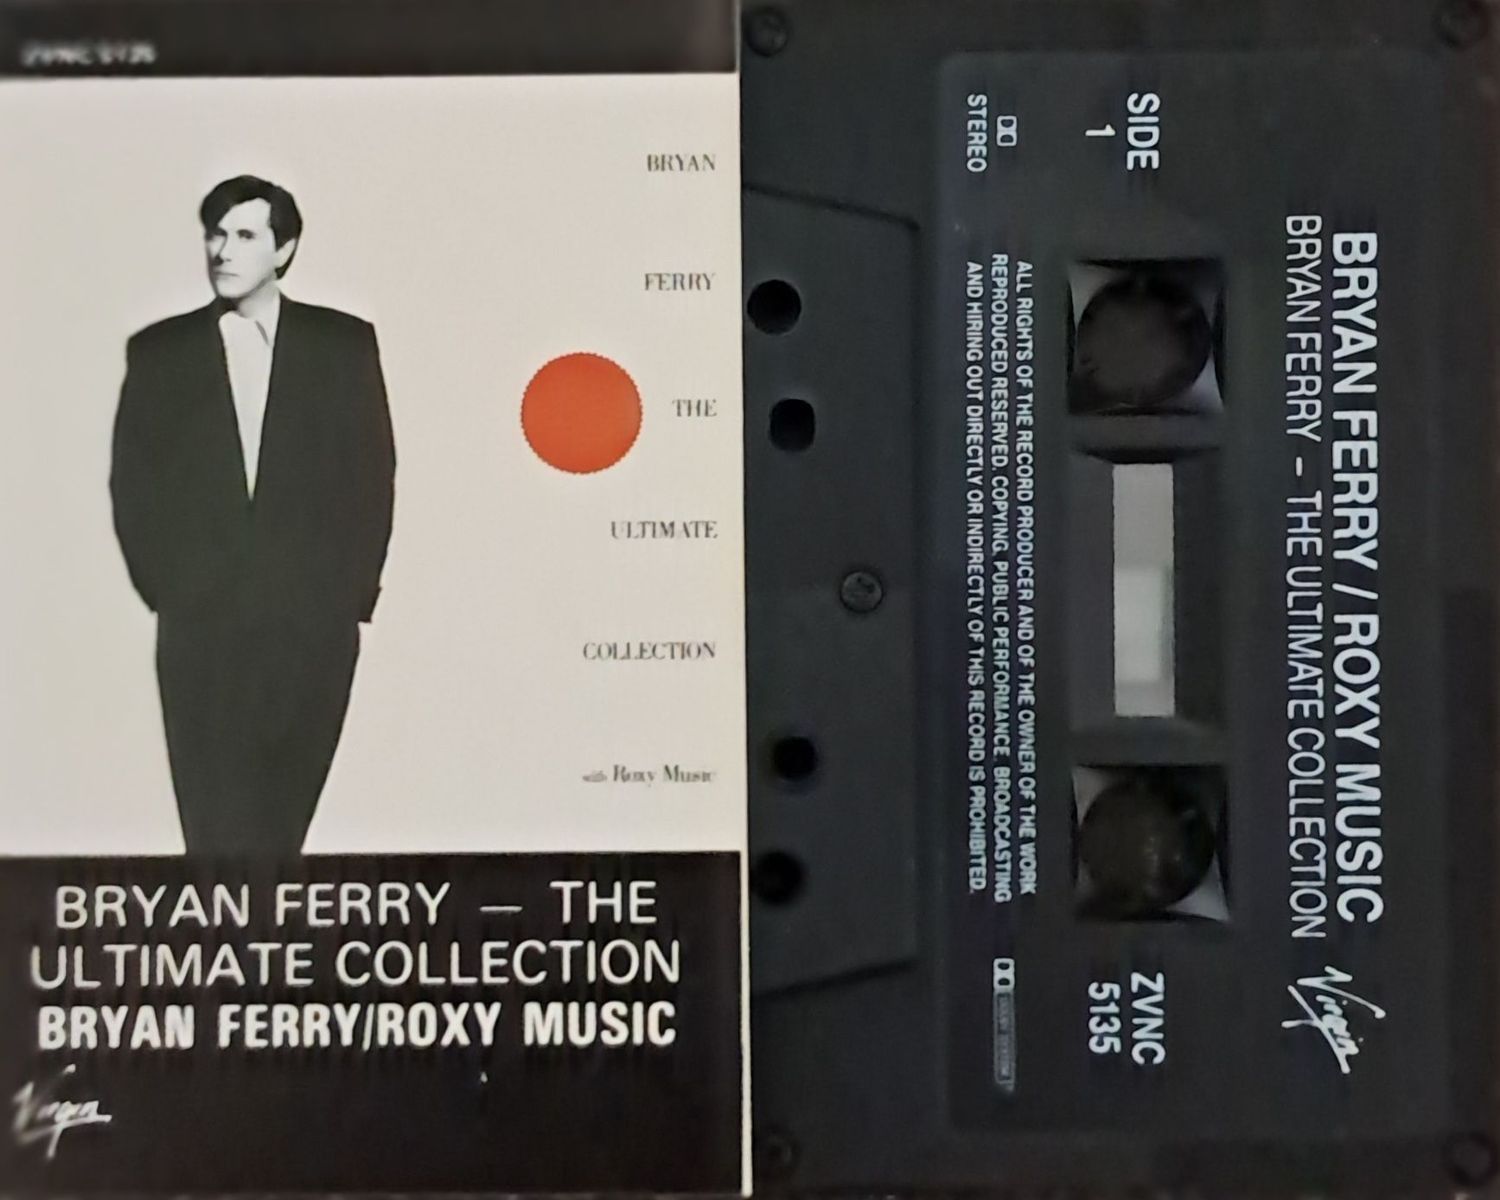 ZVNC 5135
BRYAN
FERRY
THE
ULTIMATE
COLLECTION
with Roxy Music
BRYAN FERRY — THE
ULTIMATE COLLECTION
BRYAN FERRY/ROXY MUSIC
Virgin
BRYAN FERRY / ROXY MUSIC
BRYAN FERRY - THE ULTIMATE COLLECTION
Virgin
SIDE
1
ZVNC
5135
ALL RIGHTS OF THE RECORD PRODUCER AND OF THE OWNER OF THE WORK
REPRODUCED RESERVED. COPYING, PUBLIC PERFORMANCE, BROADCASTING
AND HIRING OUT DIRECTLY OR INDIRECTLY OF THIS RECORD IS PROHIBITED.
STEREO